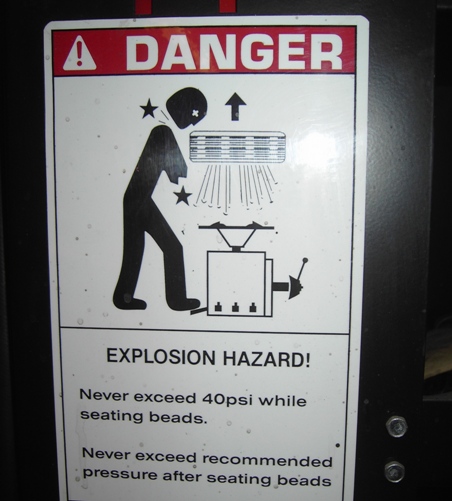 DANGER
EXPLOSION HAZARD!
Never exceed 40psi while
seating beads.
Never exceed recommended
pressure after seating beads